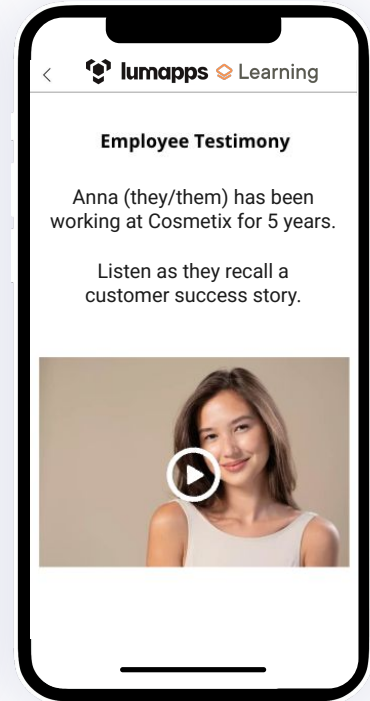 lumapps Learning
Employee Testimony
Anna (they/them) has been
working at Cosmetix for 5 years.
Listen as they recall a
customer success story.